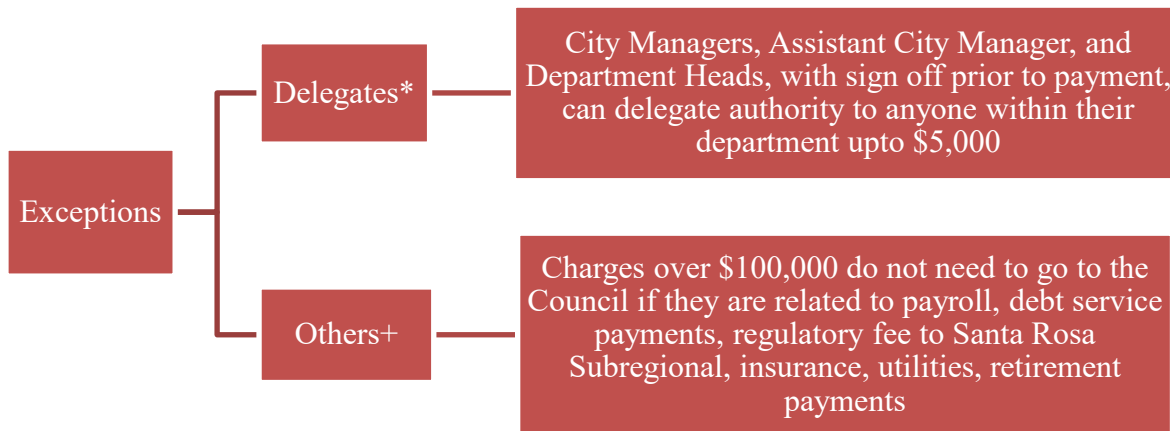 Exceptions
Delegates*
City Managers, Assistant City Manager, and
Department Heads, with sign off prior to payment,
can delegate authority to anyone within their
department upto $5,000
Others+
Charges over $100,000 do not need to go to the
Council if they are related to payroll, debt service
payments, regulatory fee to Santa Rosa
Subregional, insurance, utilities, retirement
payments